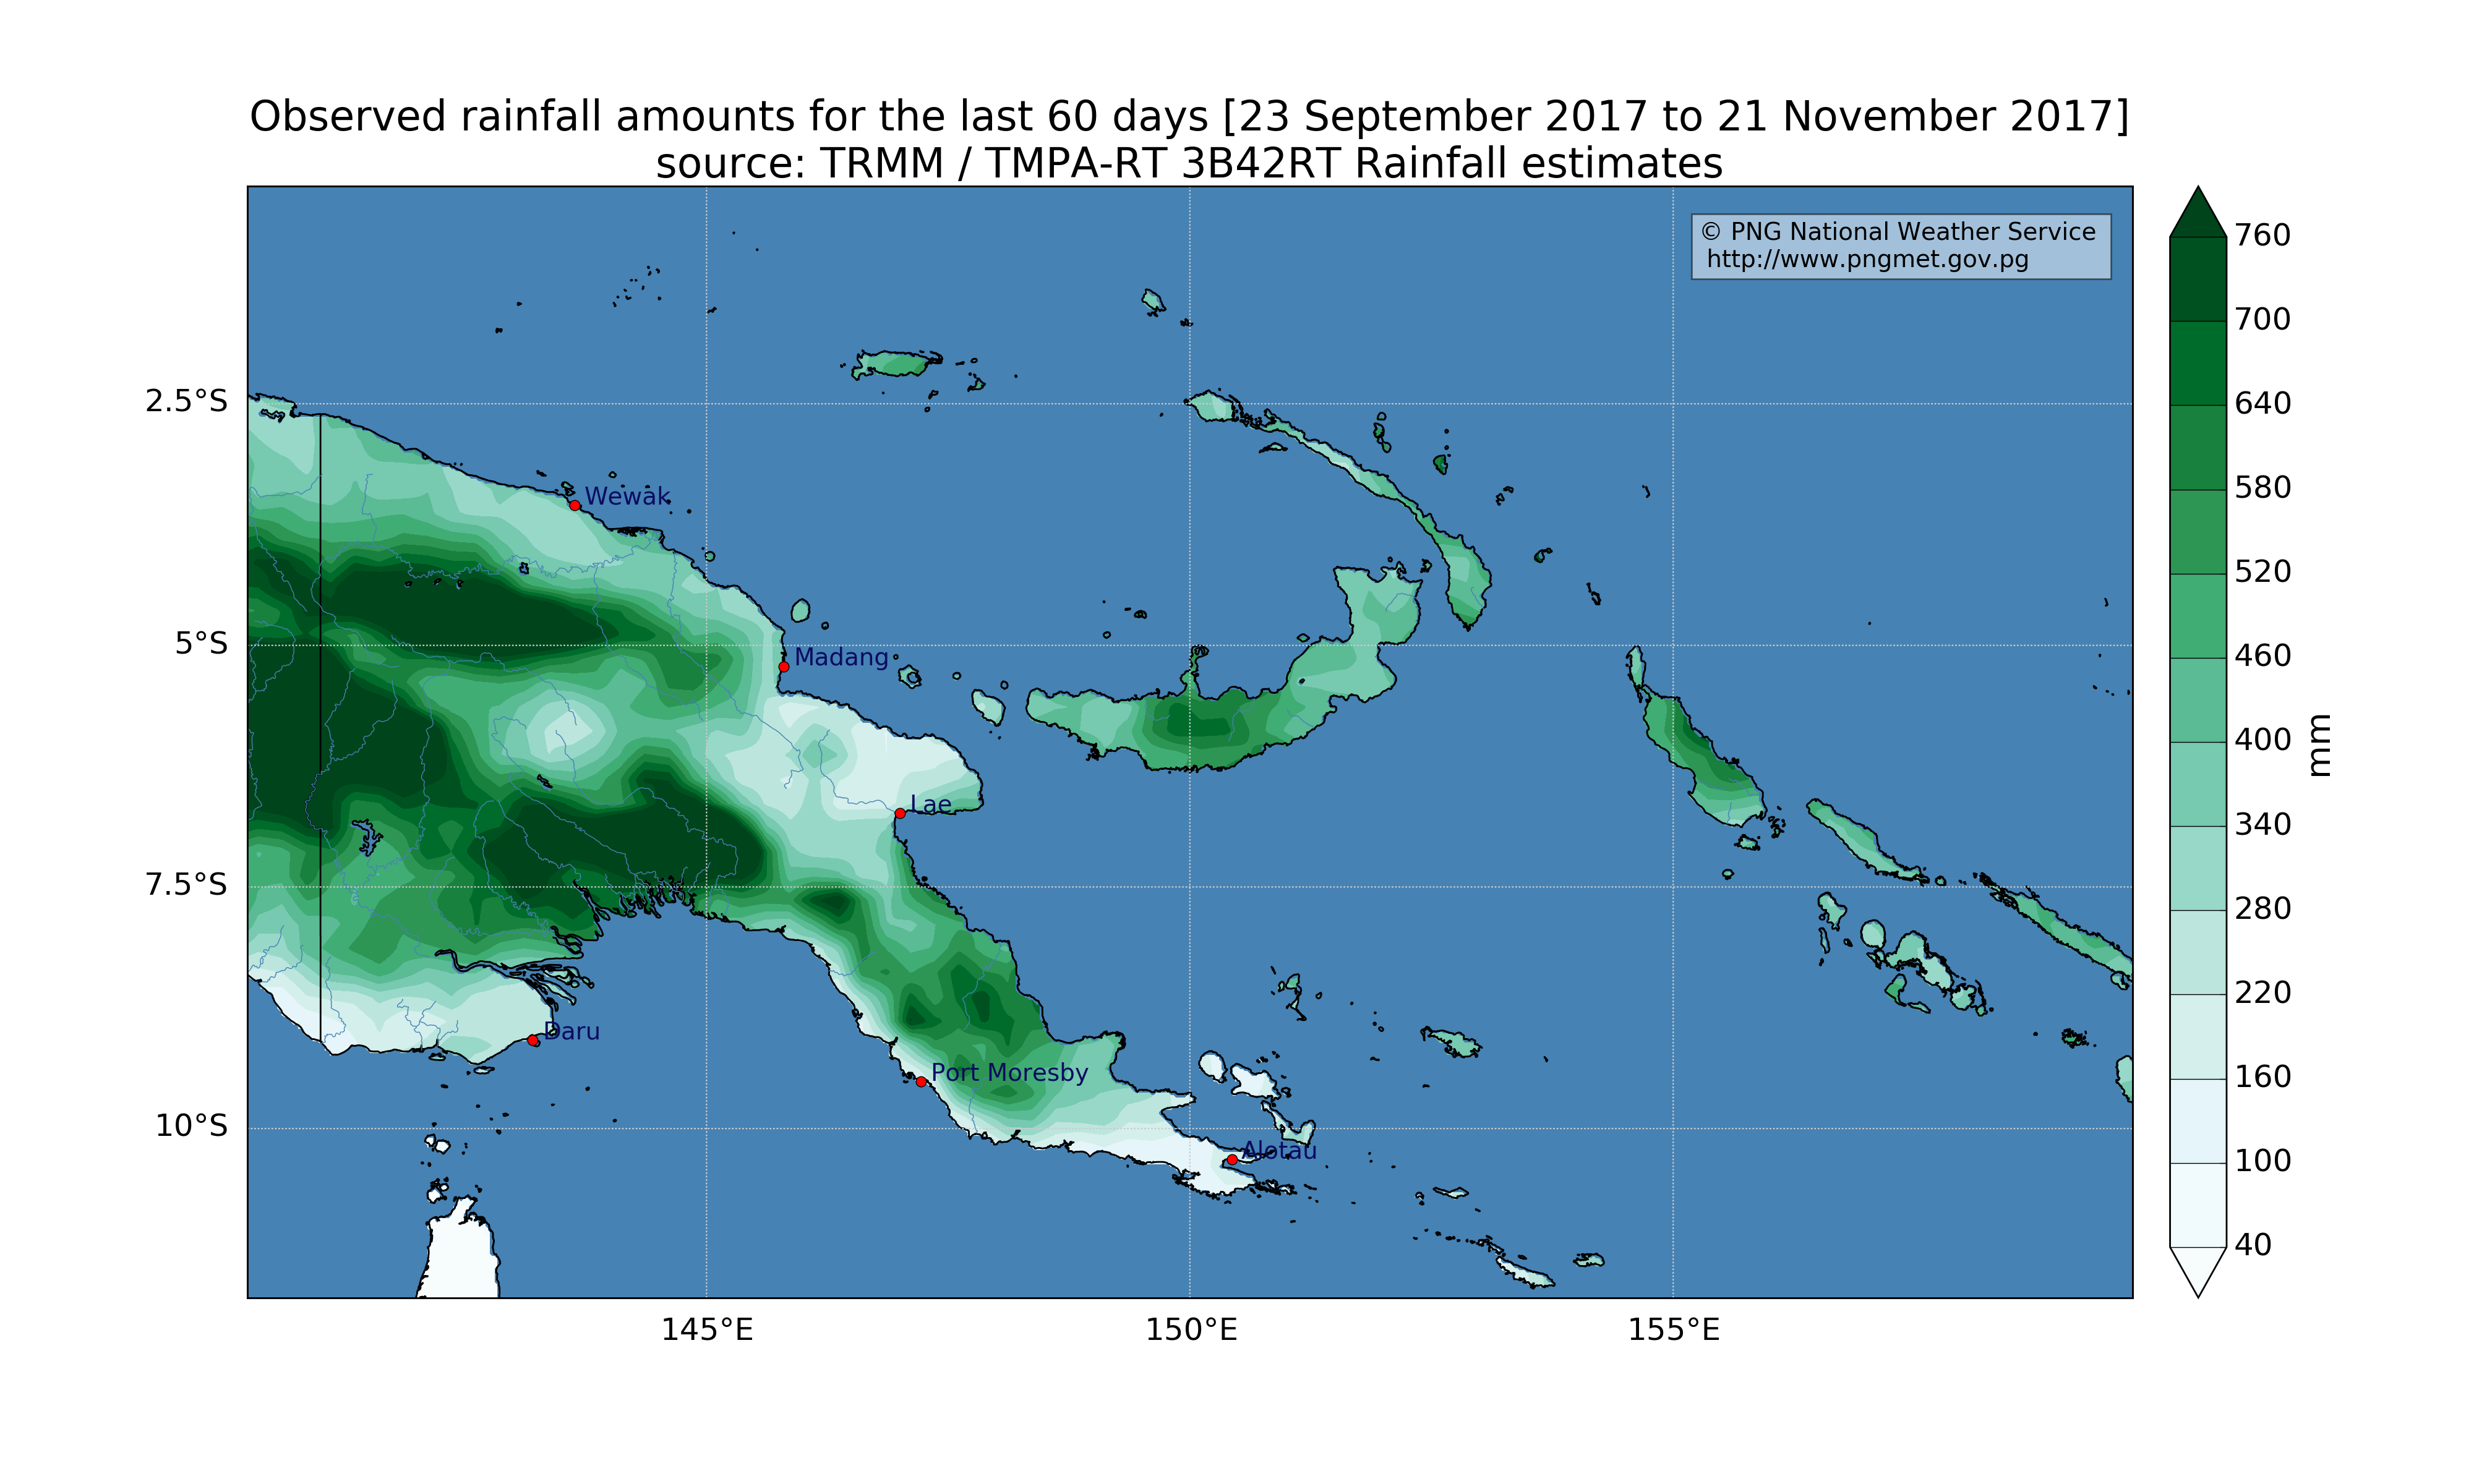 Observed rainfall amounts for the last 60 days [23 September 2017 to 21 November 2017]
source: TRMM / TMPA-RT 3B42RT Rainfall estimates
© PNG National Weather Service
http://www.pngmet.gov.pg
2.5°S
5°S
7.5°S
10°S
Wewak
Madang
Lae
Daru
Port Moresby
Alotau
145°E
150°E
155°E
760
700
640
580
520
460
400
340
280
220
160
100
40
mm